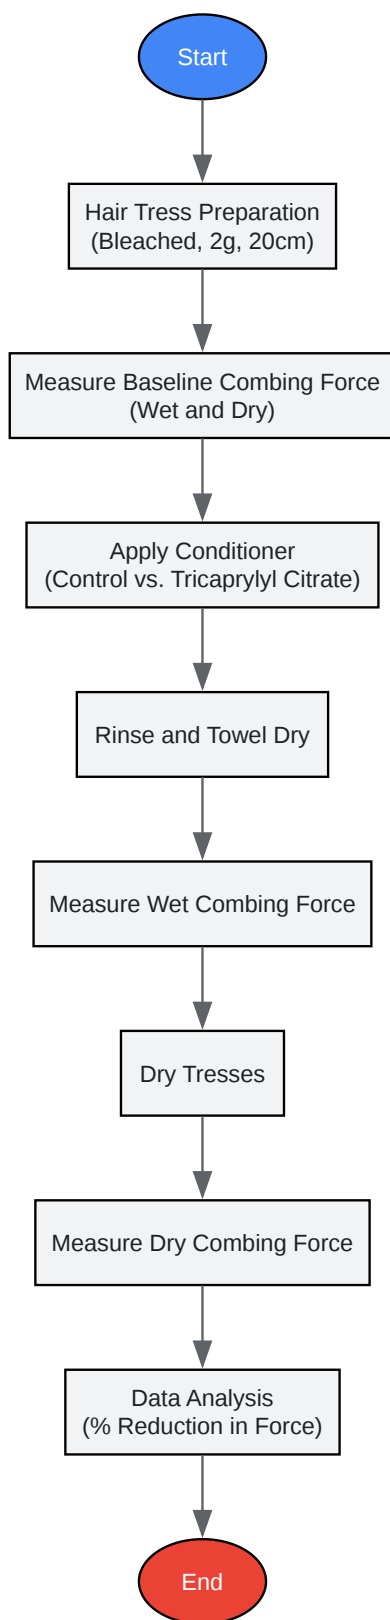 Start
Hair Tress Preparation
(Bleached, 2g, 20cm)
Measure Baseline Combing Force
(Wet and Dry)
Apply Conditioner
(Control vs. Tricaprylyl Citrate)
Rinse and Towel Dry
Measure Wet Combing Force
Dry Tresses
Measure Dry Combing Force
Data Analysis
(% Reduction in Force)
End